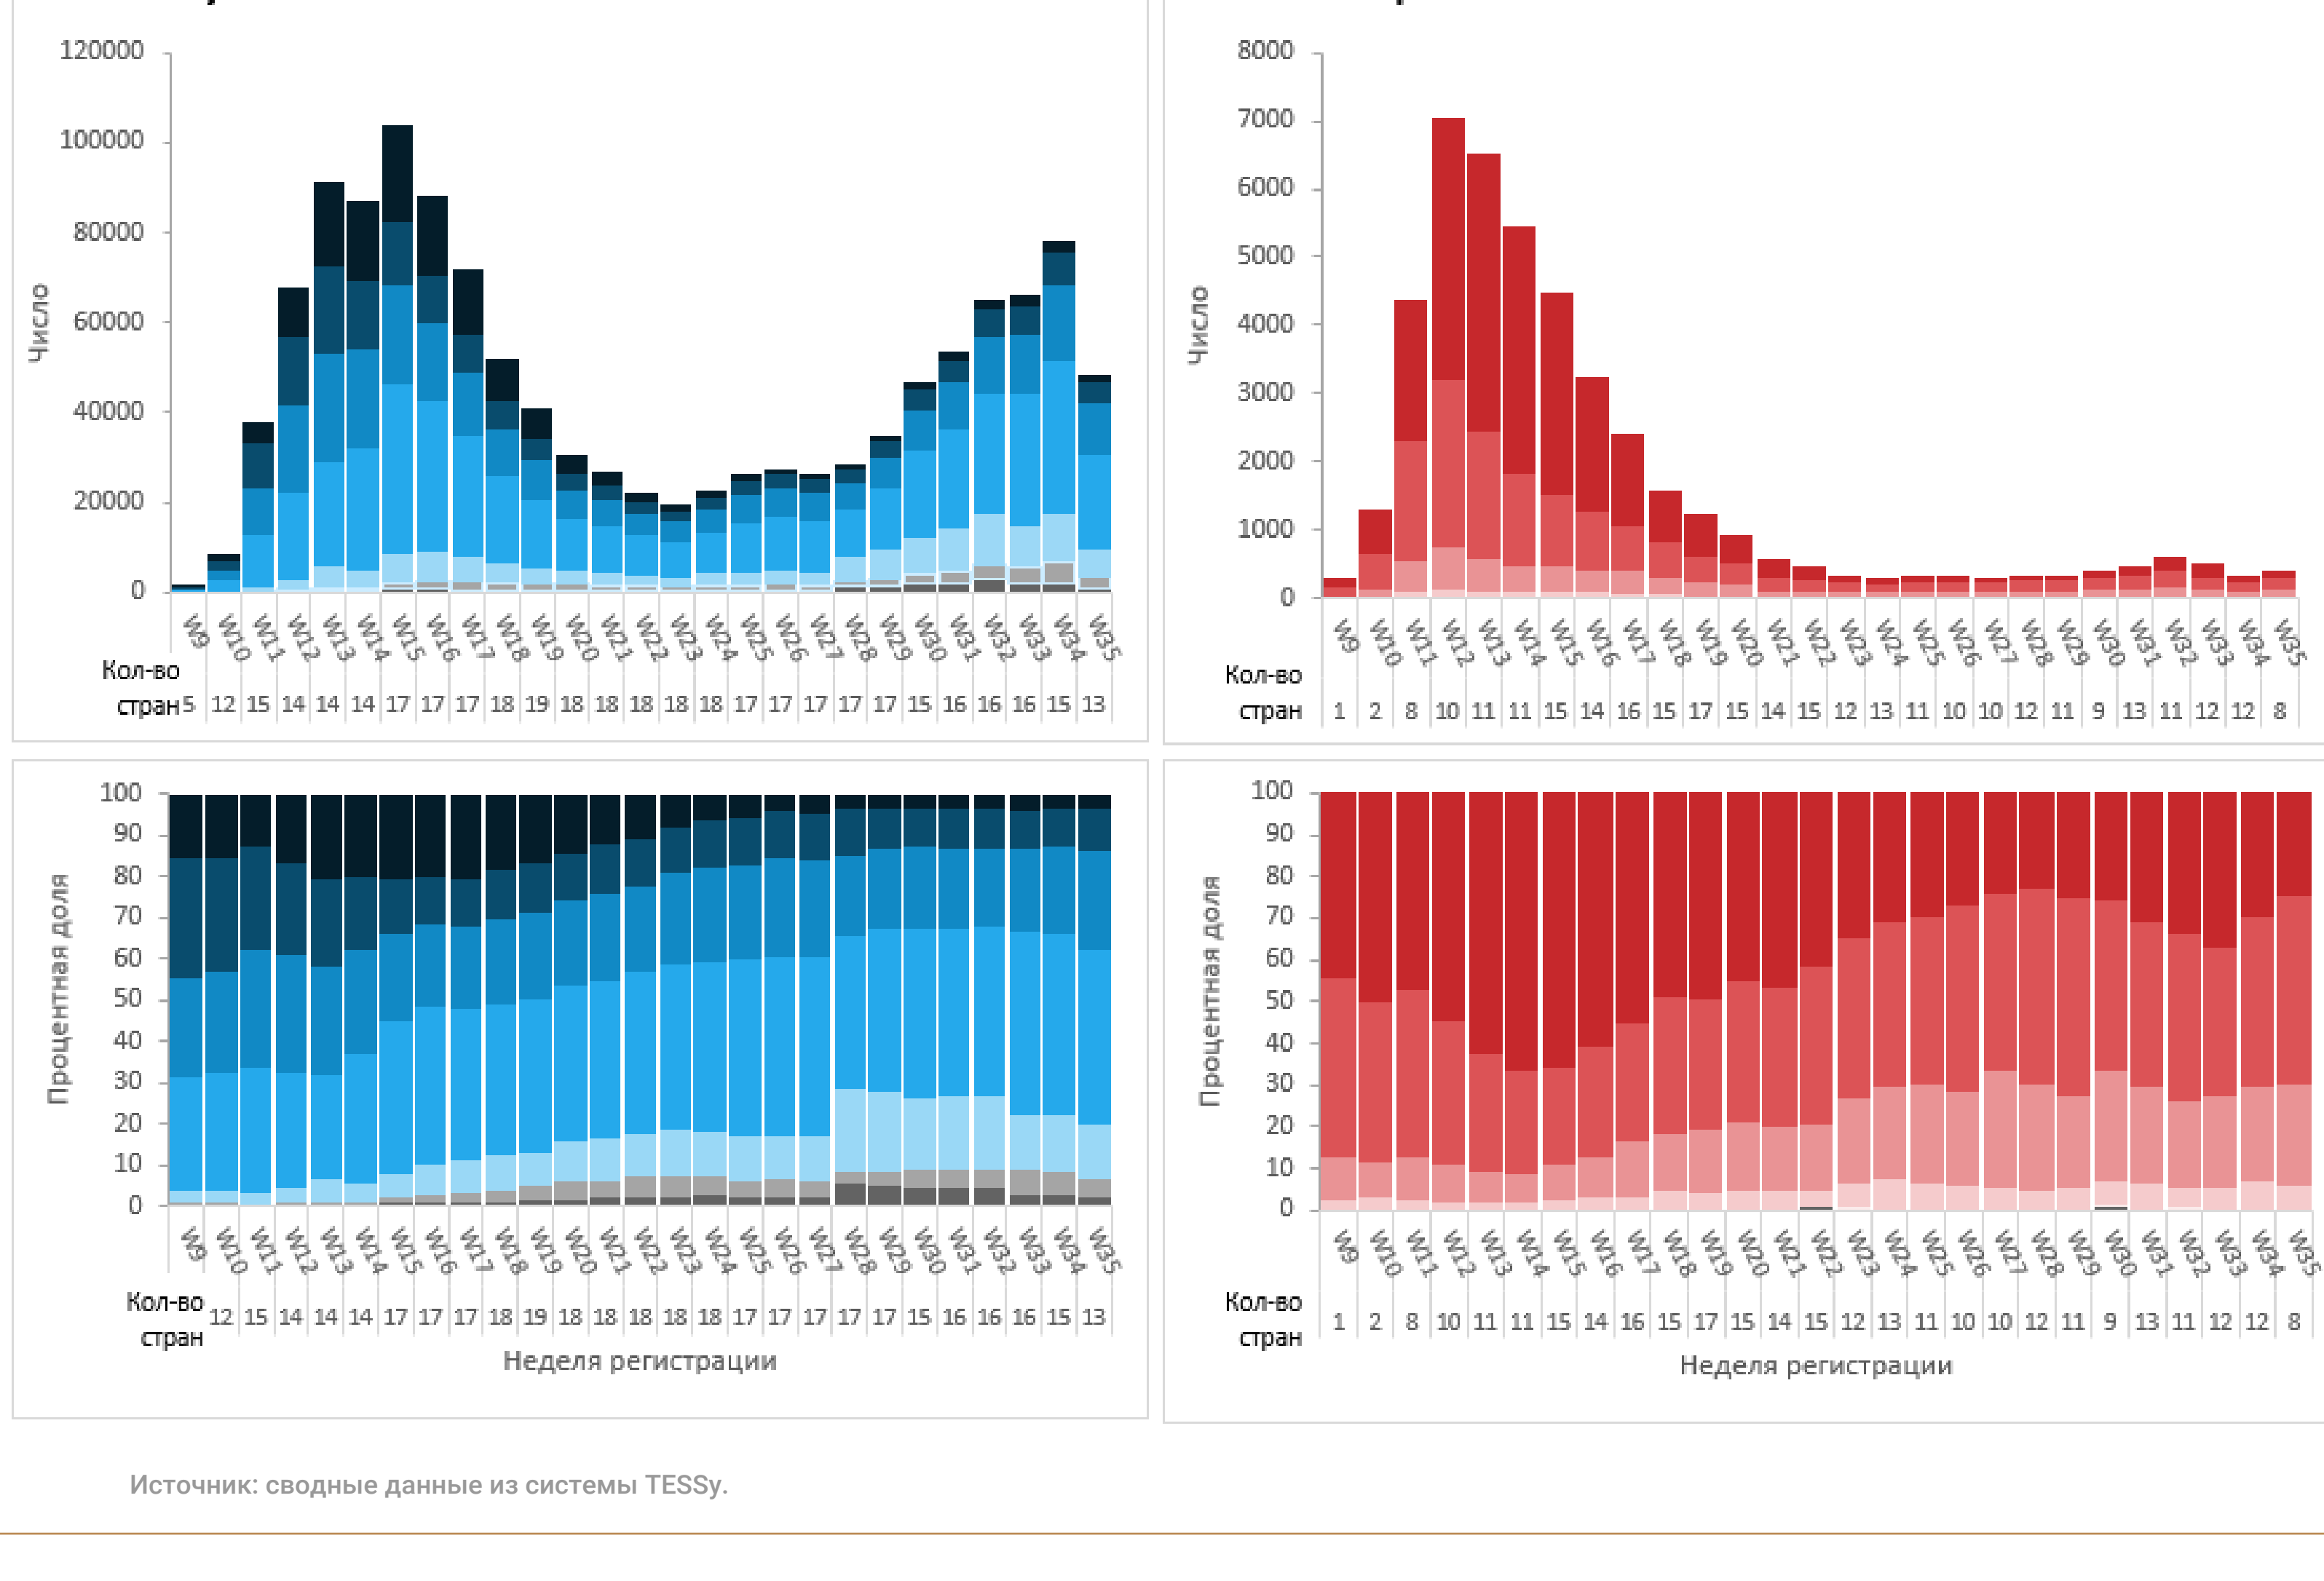 120000
100000
80000
60000
40000
20000
0
Число
W9 W10 W11 W12 W13 W14 W15 W16 W17 W18 W19 W20 W21 W22 W23 W24 W25 W26 W27 W28 W29 W30 W31 W32 W33 W34 W35
Кол-во
стран 5 12 15 14 14 14 17 17 17 18 19 18 18 18 18 18 17 17 17 17 17 15 16 16 16 15 13
8000
7000
6000
5000
4000
3000
2000
1000
0
Число
W9 W10 W11 W12 W13 W14 W15 W16 W17 W18 W19 W20 W21 W22 W23 W24 W25 W26 W27 W28 W29 W30 W31 W32 W33 W34 W35
Кол-во
стран 1 2 8 10 11 11 15 14 16 15 17 15 14 15 12 13 11 10 10 12 11 9 13 11 12 12 8
100
90
80
70
60
50
40
30
20
10
0
Процентная доля
W9 W10 W11 W12 W13 W14 W15 W16 W17 W18 W19 W20 W21 W22 W23 W24 W25 W26 W27 W28 W29 W30 W31 W32 W33 W34 W35
Кол-во
стран 12 15 14 14 14 17 17 17 18 19 18 18 18 18 18 17 17 17 17 17 15 16 16 16 15 13
Неделя регистрации
100
90
80
70
60
50
40
30
20
10
0
Процентная доля
W9 W10 W11 W12 W13 W14 W15 W16 W17 W18 W19 W20 W21 W22 W23 W24 W25 W26 W27 W28 W29 W30 W31 W32 W33 W34 W35
Кол-во
стран 1 2 8 10 11 11 15 14 16 15 17 15 14 15 12 13 11 10 10 12 11 9 13 11 12 12 8
Неделя регистрации
Источник: сводные данные из системы TESSy.